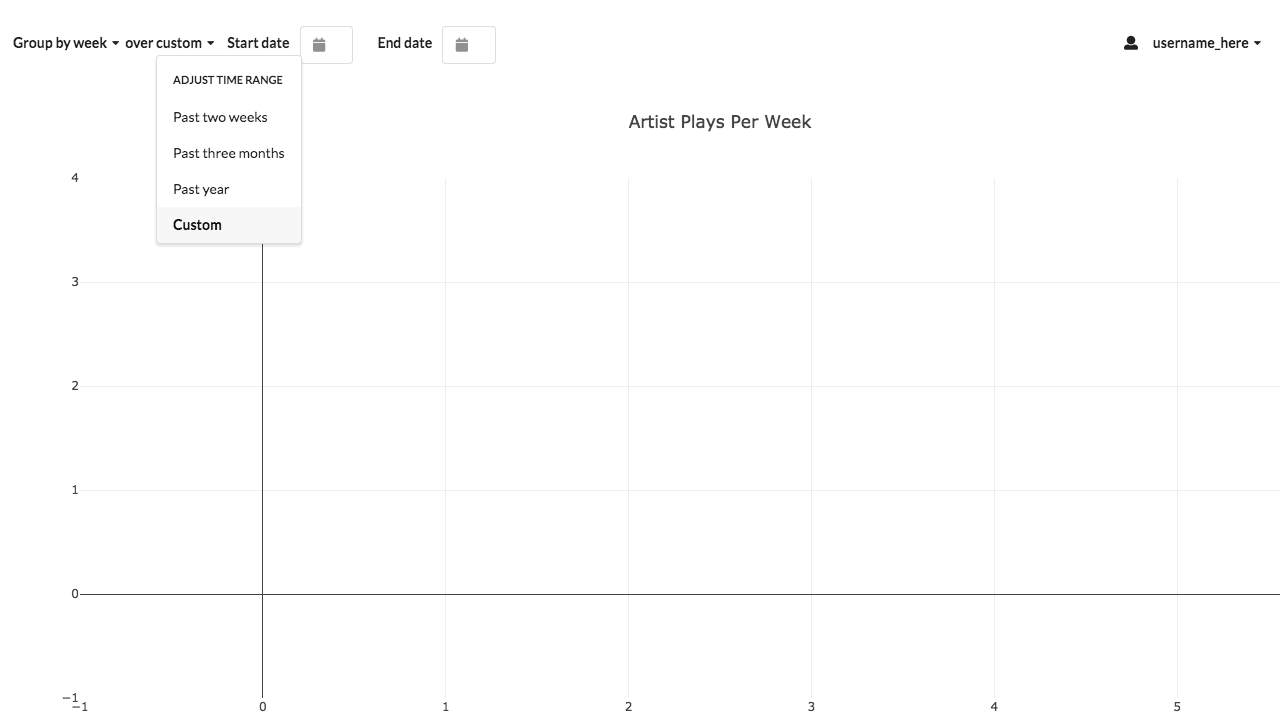 Group by week over custom Start date End date username_here
ADJUST TIME RANGE
Past two weeks
Past three months
Past year
Custom
Artist Plays Per Week
4
3
2
1
0
−1
−1 0 1 2 3 4 5